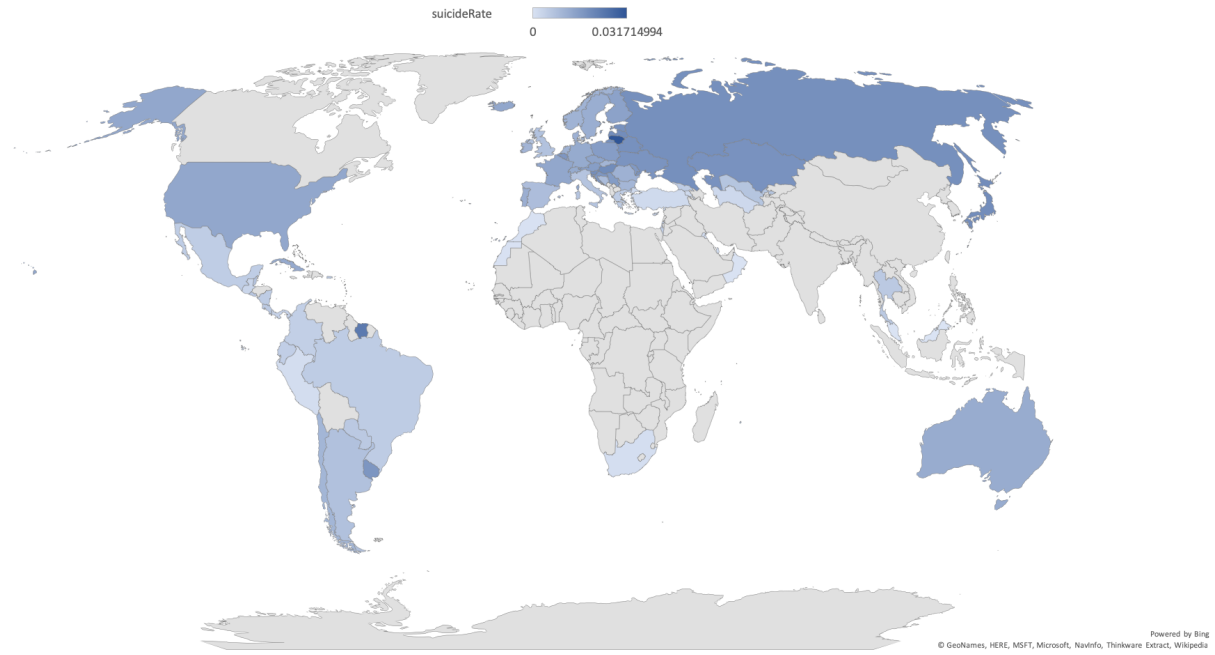 suicideRate
0 0.031714994
Powered by Bing
© GeoNames, HERE, MSFT, Microsoft, NavInfo, Thinkware Extract, Wikipedia